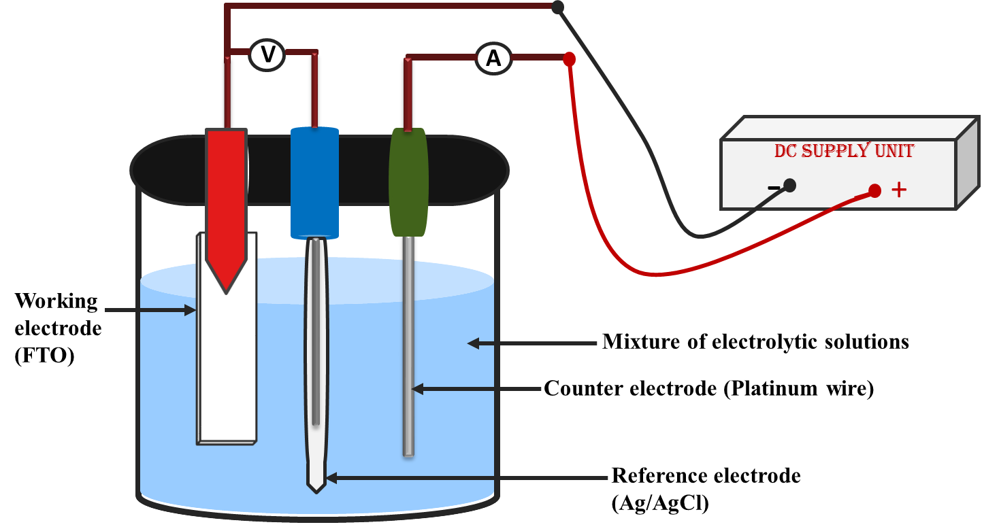 V
A
DC SUPPLY UNIT
- +
Working
electrode
(FTO)
Mixture of electrolytic solutions
Counter electrode (Platinum wire)
Reference electrode
(Ag/AgCl)